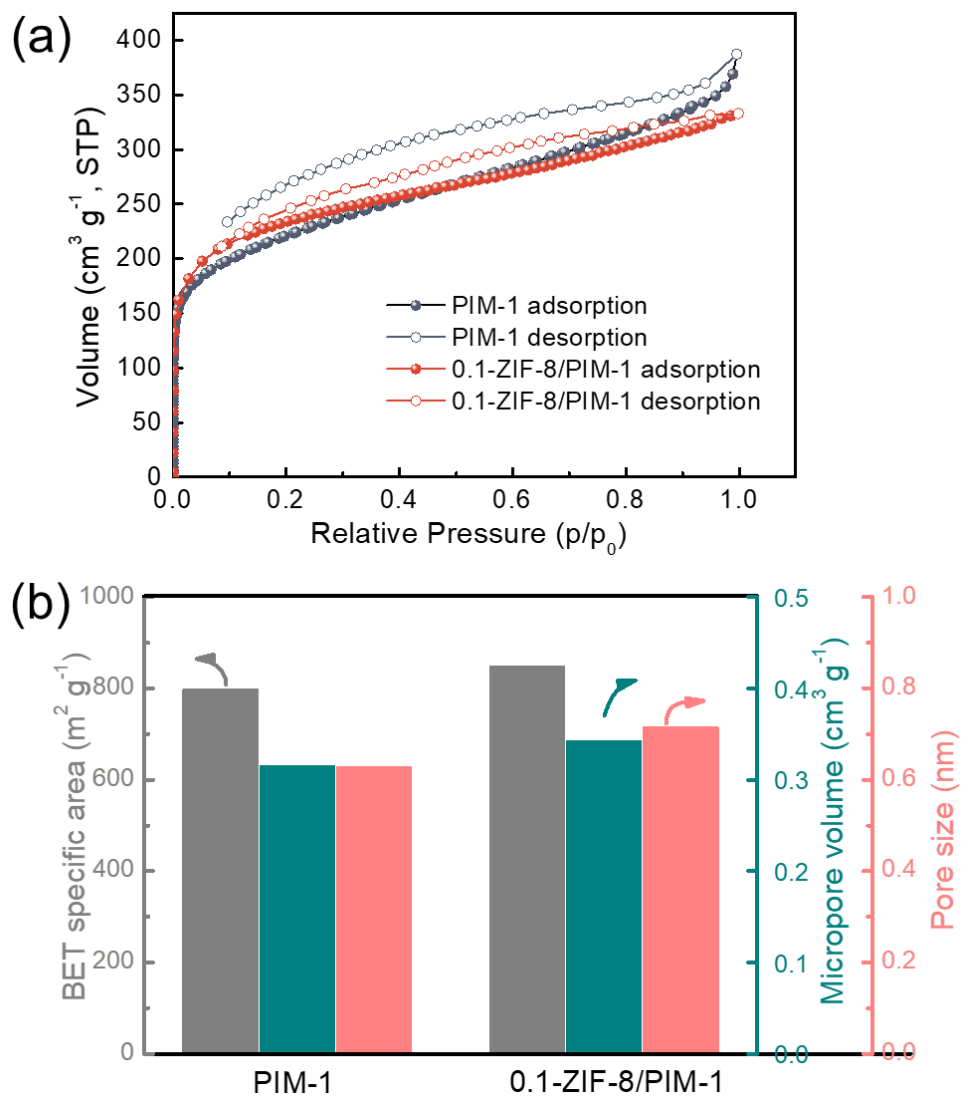 (a)
Volume (cm³ g⁻¹, STP)
400
350
300
250
200
150
100
50
0
PIM-1 adsorption
PIM-1 desorption
0.1-ZIF-8/PIM-1 adsorption
0.1-ZIF-8/PIM-1 desorption
0.0 0.2 0.4 0.6 0.8 1.0
Relative Pressure (p/p₀)
(b)
BET specific area (m² g⁻¹)
1000
800
600
400
200
0
0.5
0.4
0.3
0.2
0.1
0.0
Micropore volume (cm³ g⁻¹)
1.0
0.8
0.6
0.4
0.2
0.0
Pore size (nm)
PIM-1 0.1-ZIF-8/PIM-1